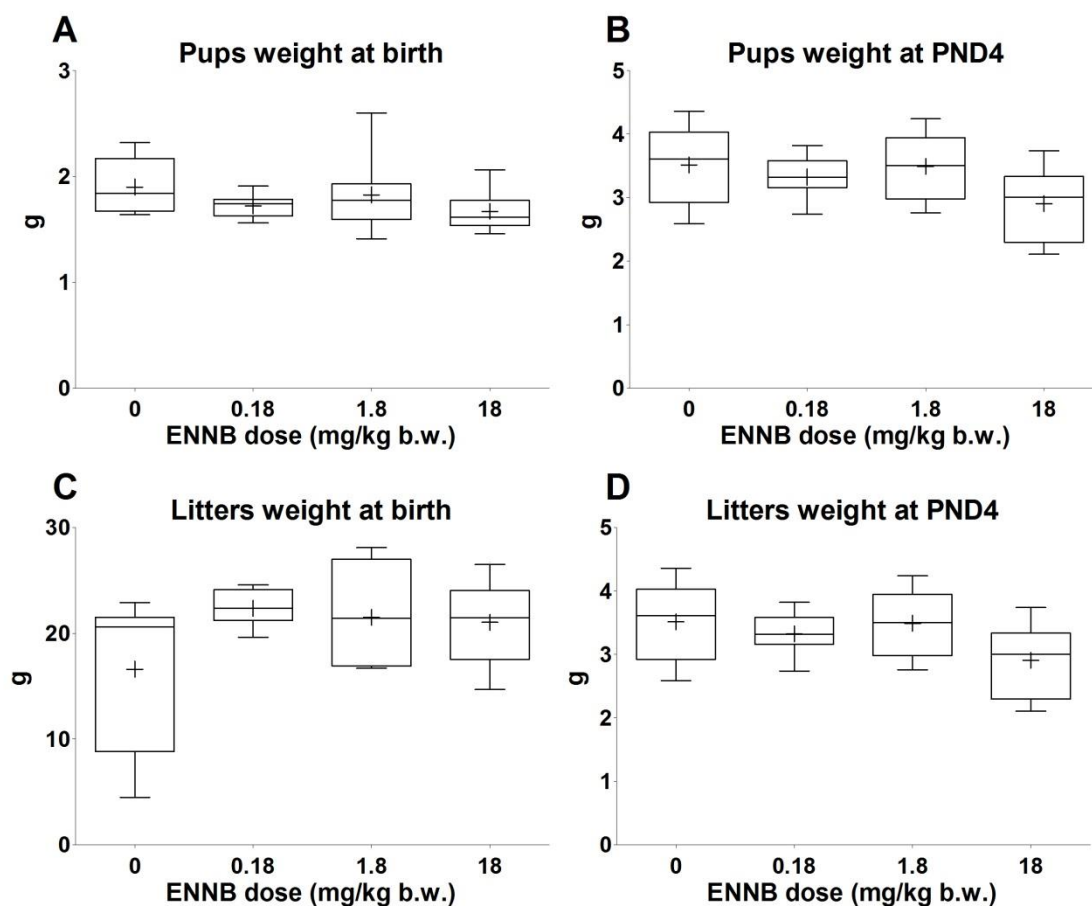 A
Pups weight at birth
3
2
1
0
g
0 0.18 1.8 18
ENNB dose (mg/kg b.w.)
B
Pups weight at PND4
5
4
3
2
1
0
g
0 0.18 1.8 18
ENNB dose (mg/kg b.w.)
C
Litters weight at birth
30
20
10
0
g
0 0.18 1.8 18
ENNB dose (mg/kg b.w.)
D
Litters weight at PND4
5
4
3
2
1
0
g
0 0.18 1.8 18
ENNB dose (mg/kg b.w.)